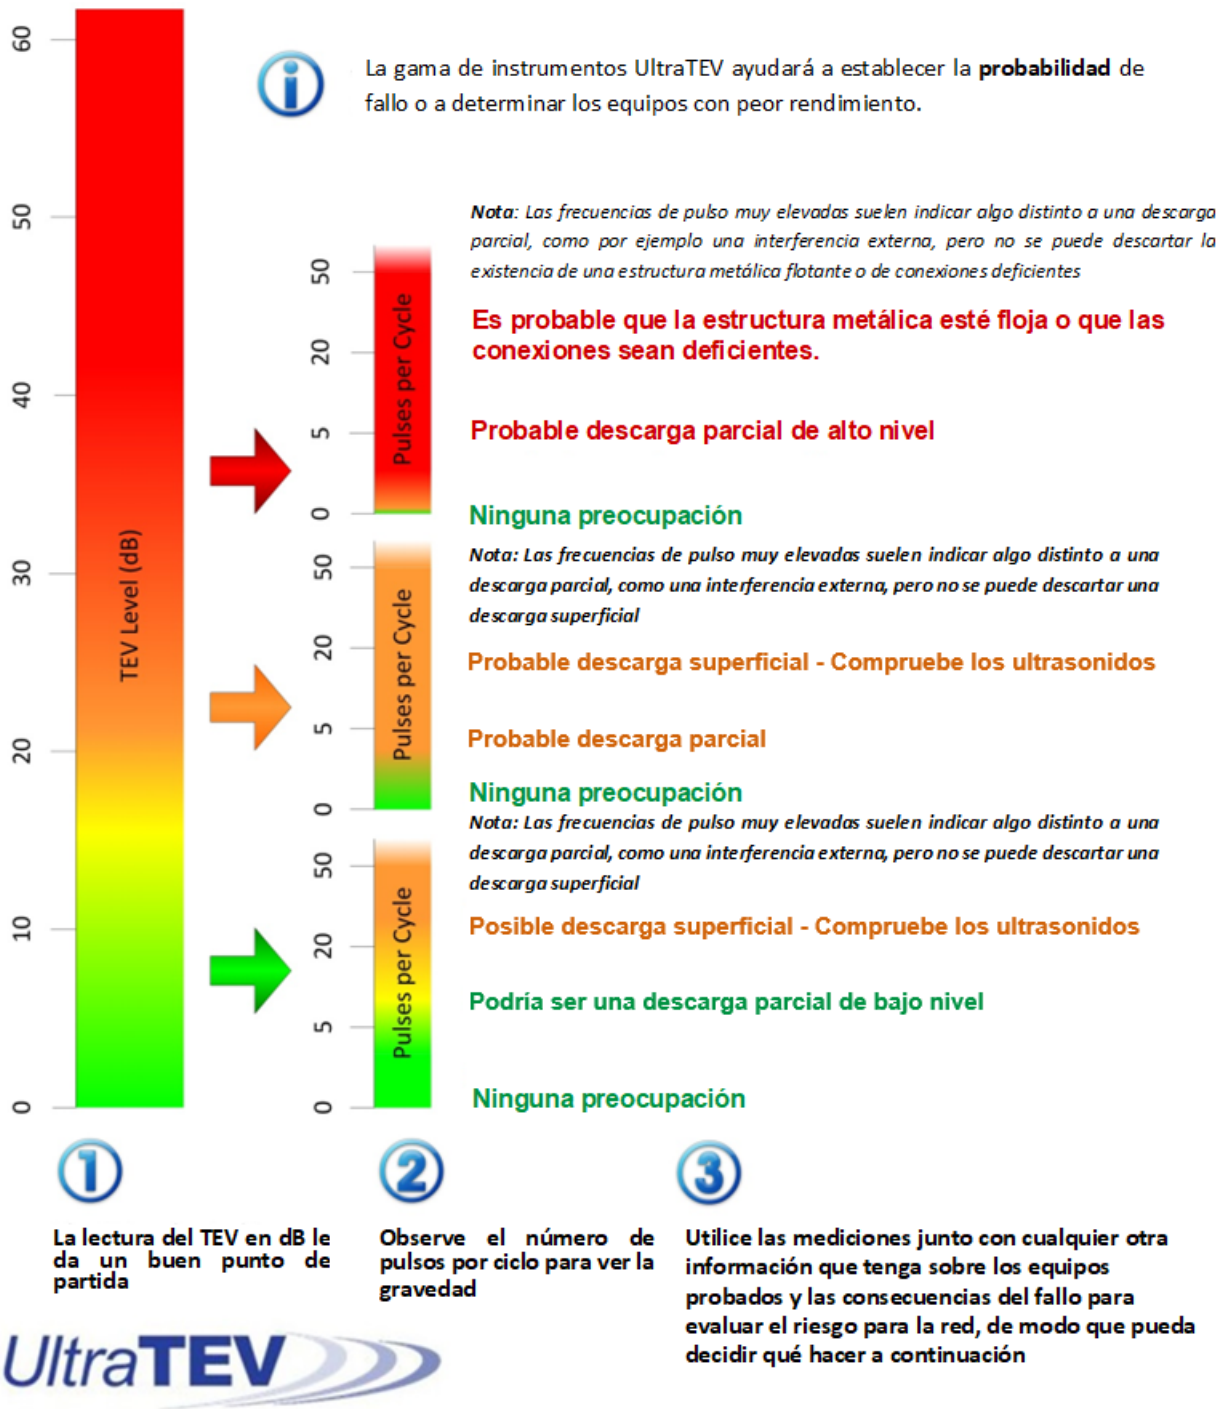 La gama de instrumentos UltraTEV ayudará a establecer la probabilidad de
fallo o a determinar los equipos con peor rendimiento.
60
50
40
30
20
10
0
TEV Level (dB)
Nota: Las frecuencias de pulso muy elevadas suelen indicar algo distinto a una descarga
parcial, como por ejemplo una interferencia externa, pero no se puede descartar la
existencia de una estructura metálica flotante o de conexiones deficientes
50
20
5
0
Pulses per Cycle
Es probable que la estructura metálica esté floja o que las
conexiones sean deficientes.
Probable descarga parcial de alto nivel
Ninguna preocupación
Nota: Las frecuencias de pulso muy elevadas suelen indicar algo distinto a una
descarga parcial, como una interferencia externa, pero no se puede descartar una
descarga superficial
50
20
5
0
Pulses per Cycle
Probable descarga superficial - Compruebe los ultrasonidos
Probable descarga parcial
Ninguna preocupación
Nota: Las frecuencias de pulso muy elevadas suelen indicar algo distinto a una
descarga parcial, como una interferencia externa, pero no se puede descartar una
descarga superficial
50
20
5
0
Pulses per Cycle
Posible descarga superficial - Compruebe los ultrasonidos
Podría ser una descarga parcial de bajo nivel
Ninguna preocupación
1
La lectura del TEV en dB le
da un buen punto de
partida
2
Observe el número de
pulsos por ciclo para ver la
gravedad
3
Utilice las mediciones junto con cualquier otra
información que tenga sobre los equipos
probados y las consecuencias del fallo para
evaluar el riesgo para la red, de modo que pueda
decidir qué hacer a continuación
UltraTEV